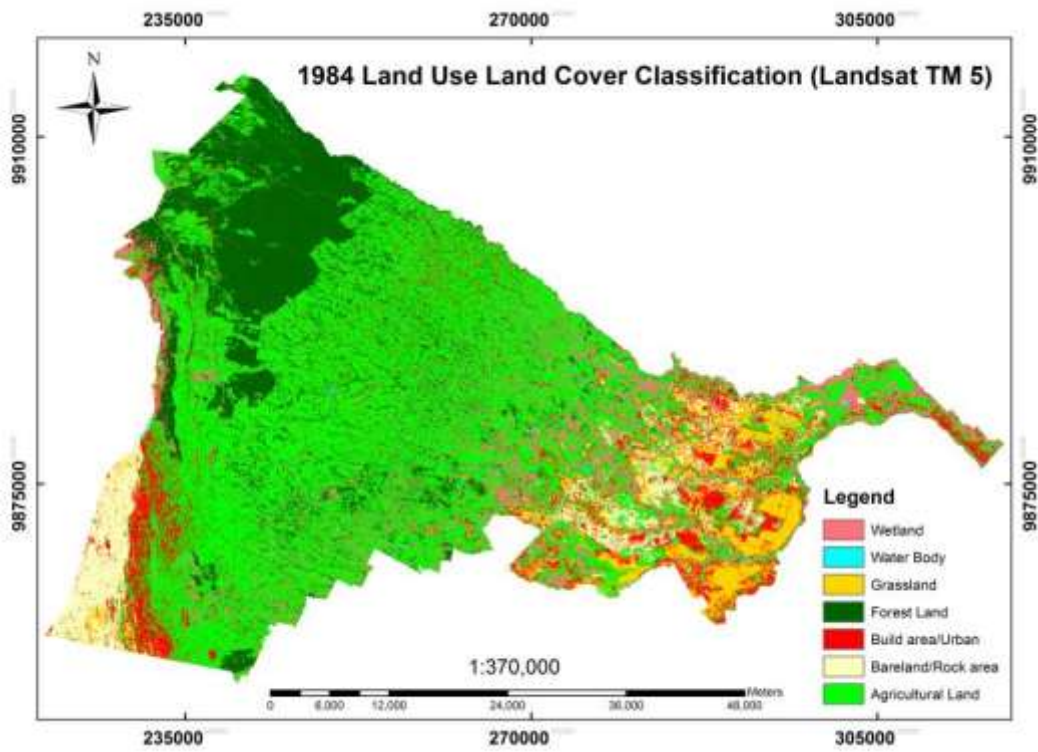 235000 270000 305000
N
1984 Land Use Land Cover Classification (Landsat TM 5)
9910000 9910000
9875000 9875000
Legend
Wetland
Water Body
Grassland
Forest Land
Build area/Urban
Bareland/Rock area
Agricultural Land
1:370,000
Meters
0 6,000 12,000 24,000 36,000 48,000
235000 270000 305000